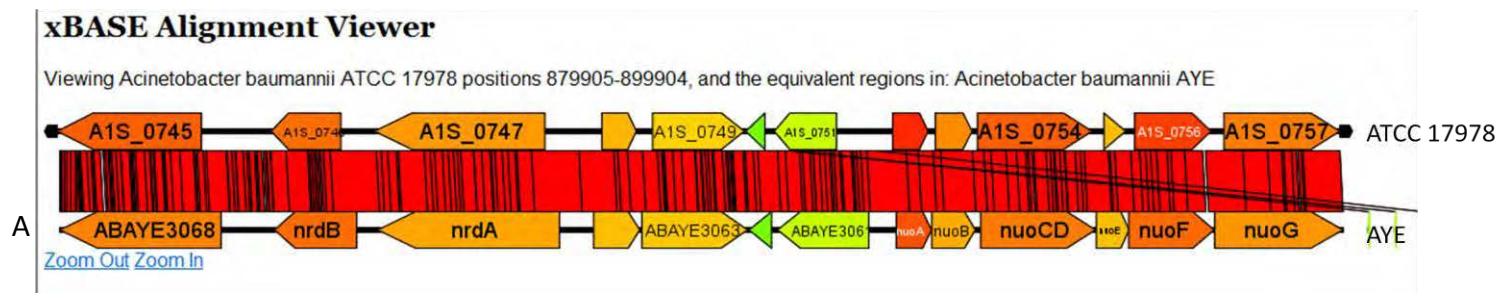 xBASE Alignment Viewer
Viewing Acinetobacter baumannii ATCC 17978 positions 879905-899904, and the equivalent regions in: Acinetobacter baumannii AYE
A1S_0745 A1S_0747 A1S_0749 A1S_0751 A1S_0754 A1S_0756 A1S_0757 ATCC 17978
A ABAYE3068 nrdB nrdA ABAYE3063 ABAYE306 nuoA nuoB nuoCD nuoE nuoF nuoG AYE
Zoom Out Zoom In